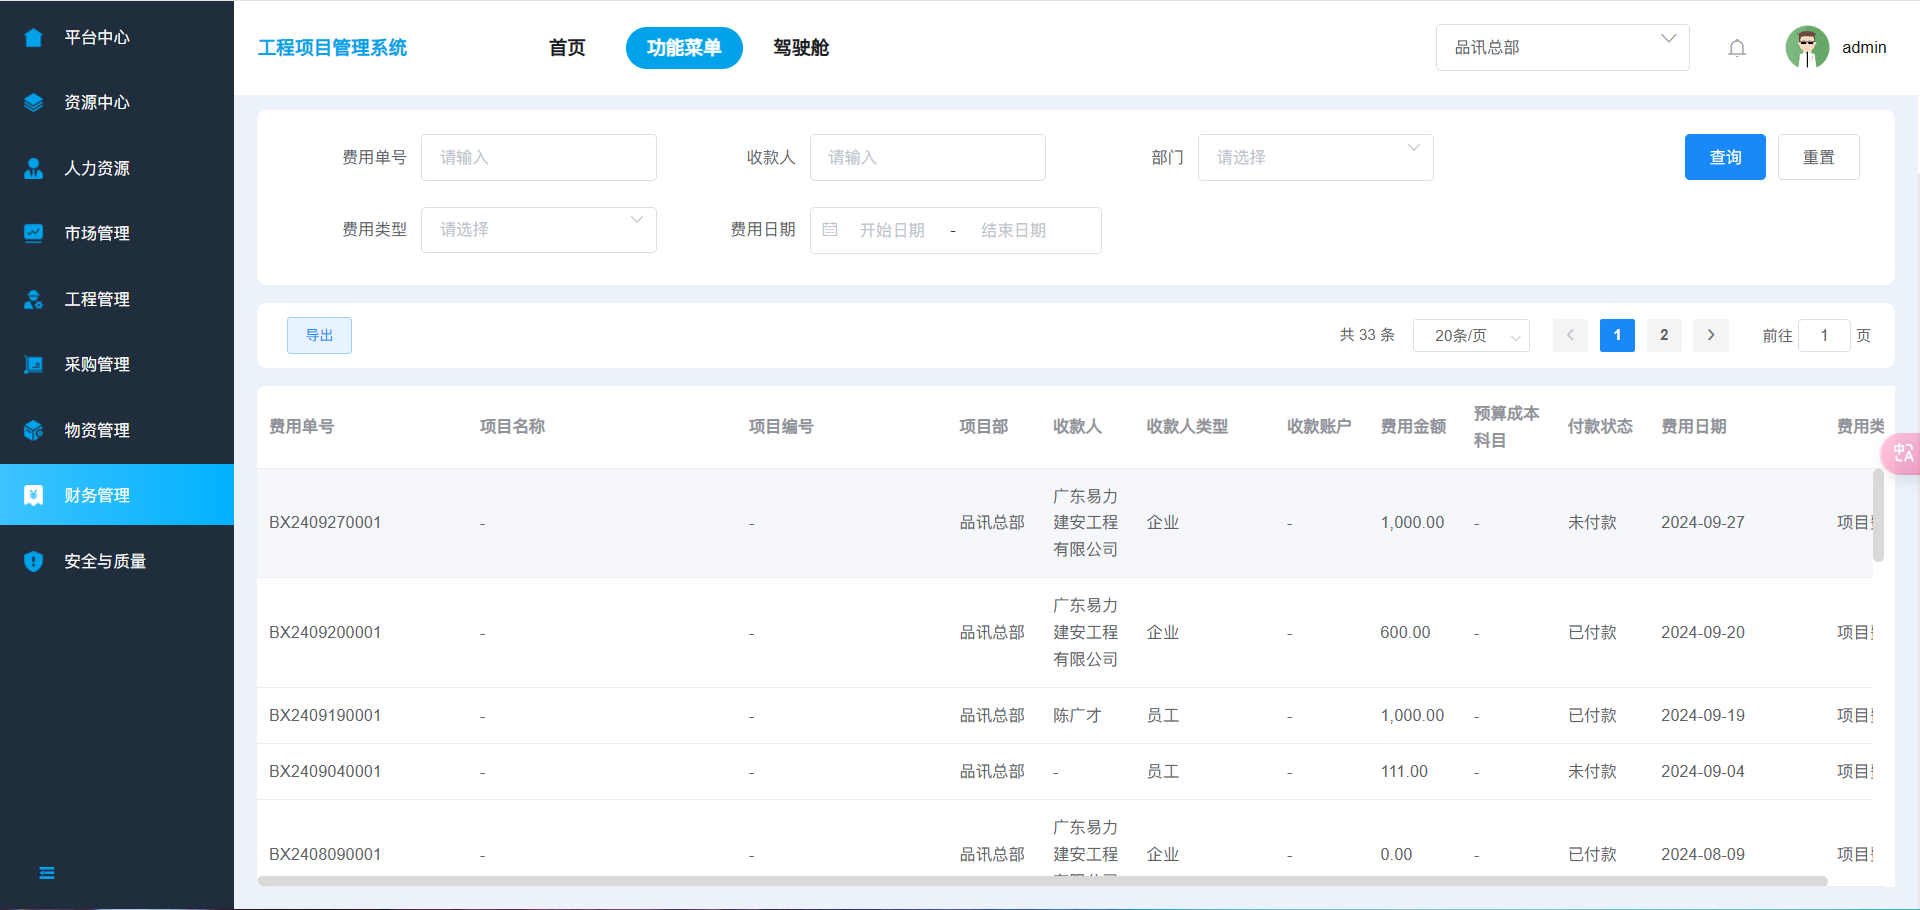 平台中心
资源中心
人力资源
市场管理
工程管理
采购管理
物资管理
财务管理
安全与质量
工程项目管理系统
首页
功能菜单
驾驶舱
品讯总部
admin
费用单号 请输入 收款人 请输入 部门 请选择 查询 重置
费用类型 请选择 费用日期 开始日期 - 结束日期
导出 共 33 条 20条/页 1 2 前往 1 页
费用单号 项目名称 项目编号 项目部 收款人 收款人类型 收款账户 费用金额 预算成本科目 付款状态 费用日期 费用类
BX2409270001 - - 品讯总部 广东易力建安工程有限公司 企业 - 1,000.00 - 未付款 2024-09-27 项目
BX2409200001 - - 品讯总部 广东易力建安工程有限公司 企业 - 600.00 - 已付款 2024-09-20 项目
BX2409190001 - - 品讯总部 陈广才 员工 - 1,000.00 - 已付款 2024-09-19 项目
BX2409040001 - - 品讯总部 - 员工 - 111.00 - 未付款 2024-09-04 项目
BX2408090001 - - 品讯总部 广东易力建安工程 企业 - 0.00 - 已付款 2024-08-09 项目